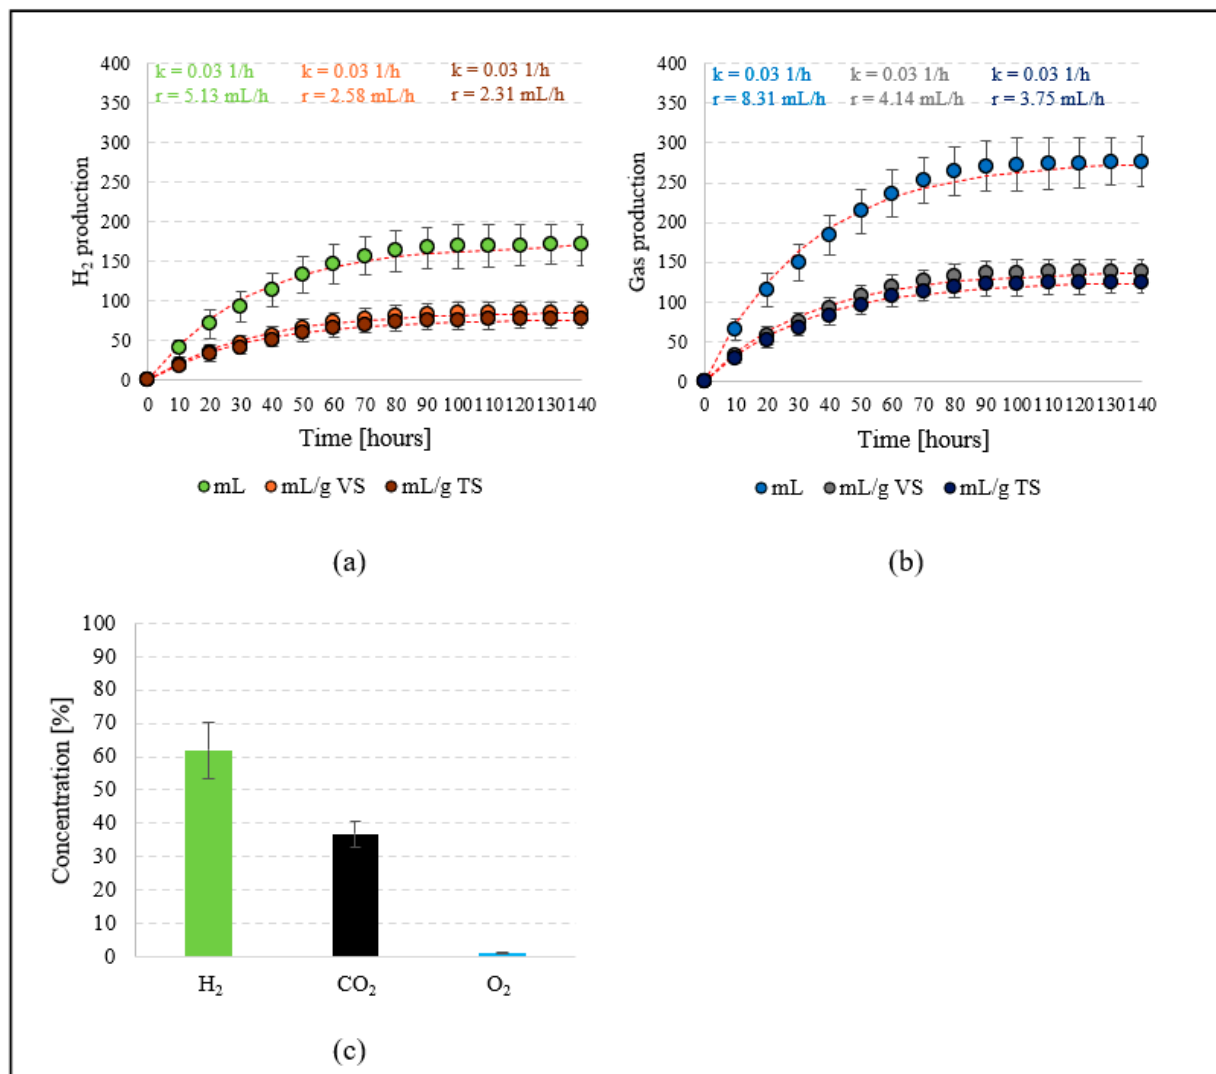 400
350
300
250
200
150
100
50
0
H₂ production
k = 0.03 1/h k = 0.03 1/h k = 0.03 1/h
r = 5.13 mL/h r = 2.58 mL/h r = 2.31 mL/h
0 10 20 30 40 50 60 70 80 90 100 110 120 130 140
Time [hours]
mL mL/g VS mL/g TS
(a)
400
350
300
250
200
150
100
50
0
Gas production
k = 0.03 1/h k = 0.03 1/h k = 0.03 1/h
r = 8.31 mL/h r = 4.14 mL/h r = 3.75 mL/h
0 10 20 30 40 50 60 70 80 90 100 110 120 130 140
Time [hours]
mL mL/g VS mL/g TS
(b)
100
90
80
70
60
50
40
30
20
10
0
Concentration [%]
H₂ CO₂ O₂
(c)